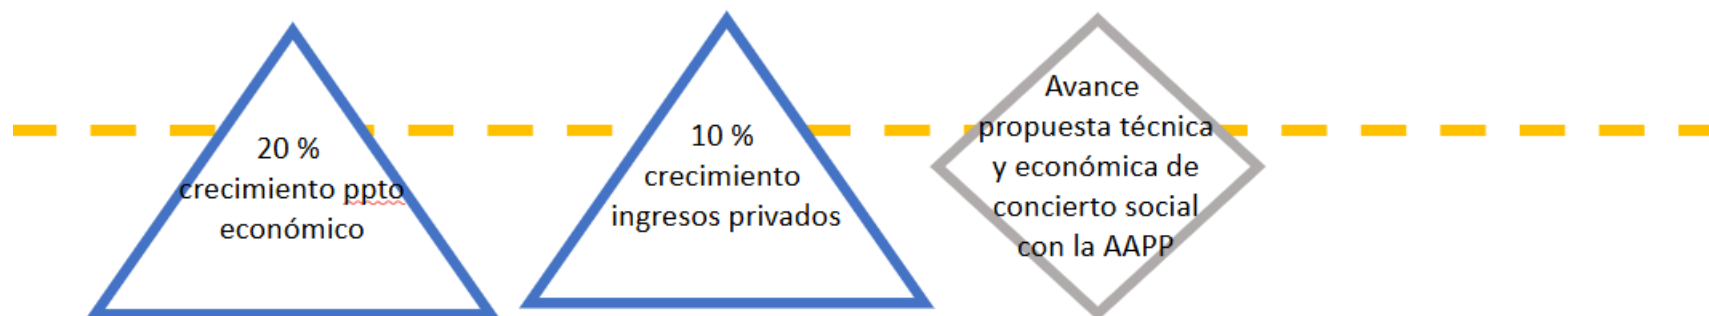 20 %
crecimiento ppto
económico
10 %
crecimiento
ingresos privados
Avance
propuesta técnica
y económica de
concierto social
con la AAPP